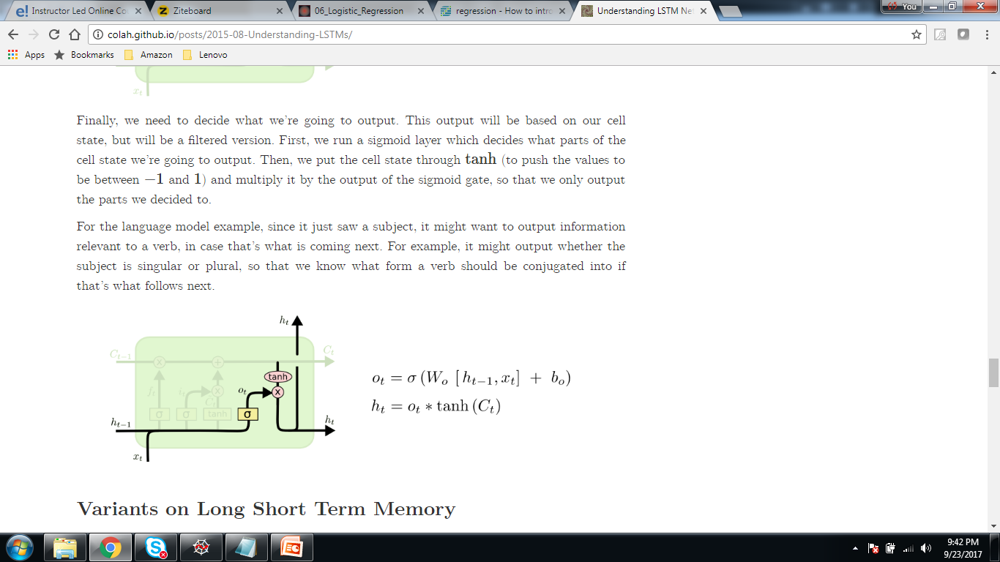 Instructor Led Online Co
Ziteboard
06_Logistic_Regression
regression - How to intro
Understanding LSTM Net
You
colah.github.io/posts/2015-08-Understanding-LSTMs/
Apps Bookmarks Amazon Lenovo
x_t
Finally, we need to decide what we're going to output. This output will be based on our cell
state, but will be a filtered version. First, we run a sigmoid layer which decides what parts of the
cell state we're going to output. Then, we put the cell state through tanh (to push the values to
be between −1 and 1) and multiply it by the output of the sigmoid gate, so that we only output
the parts we decided to.
For the language model example, since it just saw a subject, it might want to output information
relevant to a verb, in case that's what is coming next. For example, it might output whether the
subject is singular or plural, so that we know what form a verb should be conjugated into if
that's what follows next.
h_t
C_{t-1} C_t
tanh
f_t i_t C̃_t o_t
σ σ tanh σ
h_{t-1} h_t
x_t
o_t = σ (W_o [h_{t-1}, x_t] + b_o)
h_t = o_t * tanh (C_t)
Variants on Long Short Term Memory
9:42 PM
9/23/2017